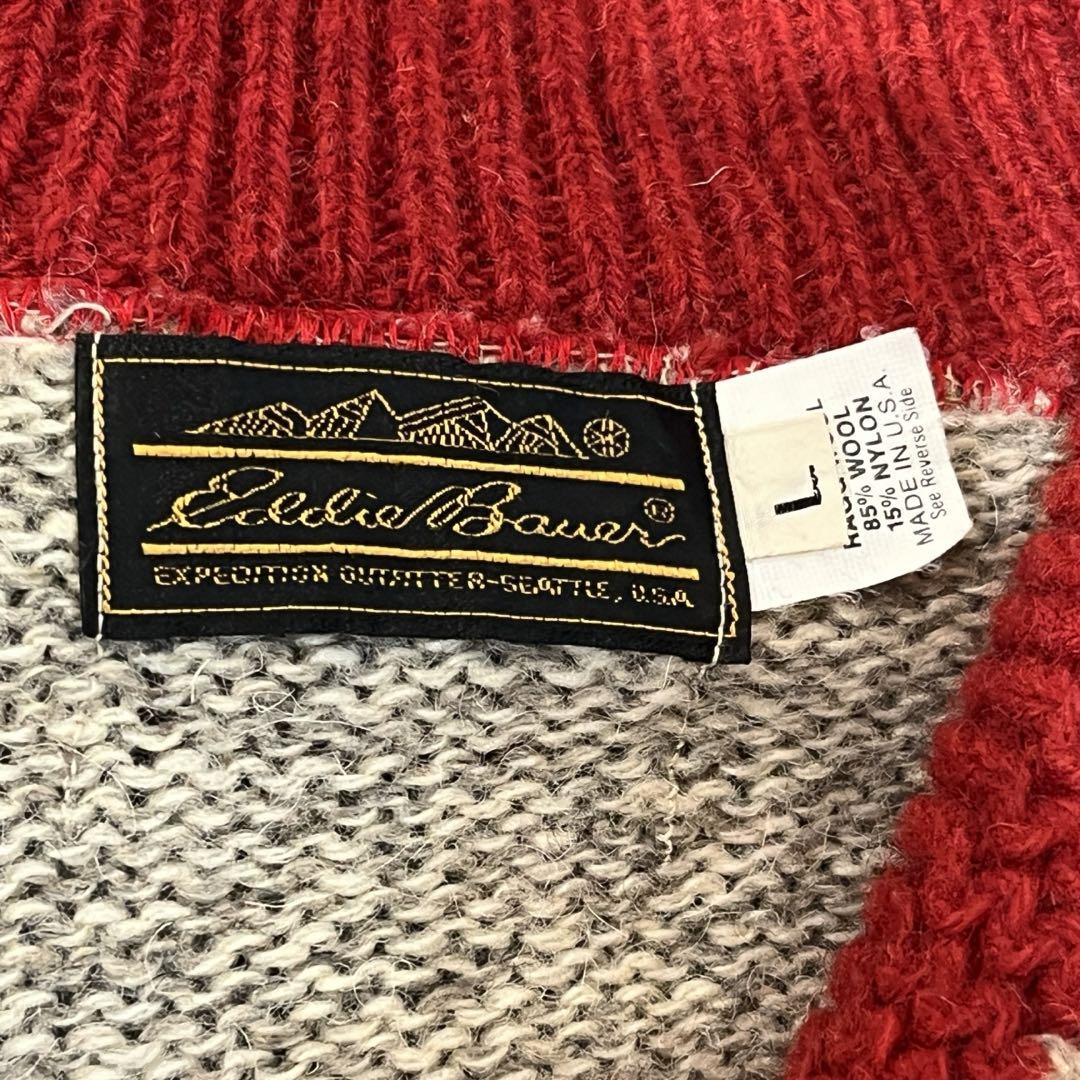 Eddie Bauer ®
EXPEDITION OUTFITTER-SEATTLE, U.S.A.
L
85% WOOL
15% NYLON
MADE IN U.S.A.
See Reverse Side